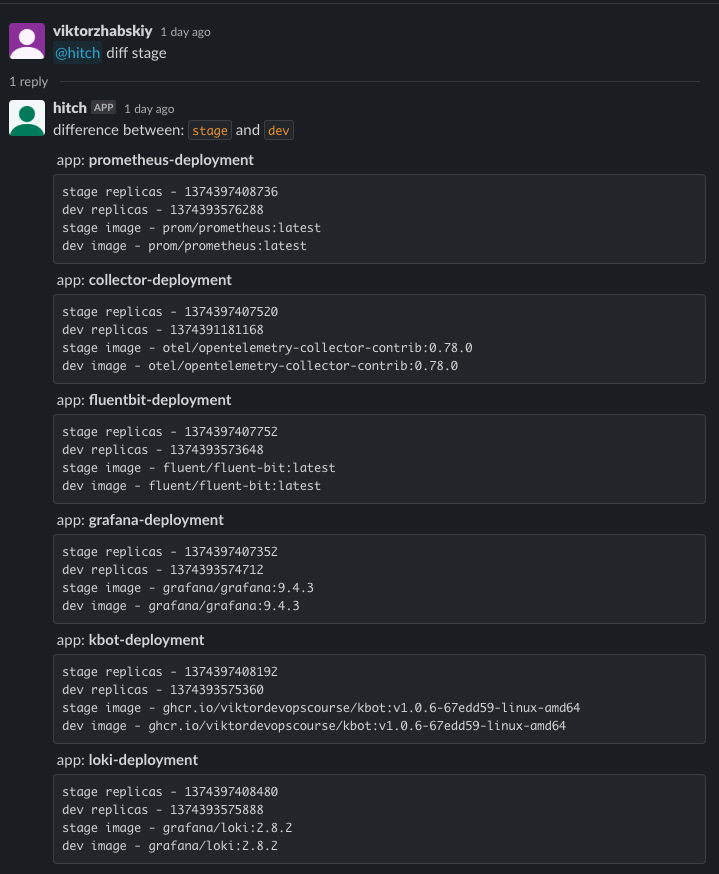 viktorzhabskiy 1 day ago
@hitch diff stage
1 reply
hitch APP 1 day ago
difference between: stage and dev
app: prometheus-deployment
stage replicas - 1374397408736
dev replicas - 1374393576288
stage image - prom/prometheus:latest
dev image - prom/prometheus:latest
app: collector-deployment
stage replicas - 1374397407520
dev replicas - 1374391181168
stage image - otel/opentelemetry-collector-contrib:0.78.0
dev image - otel/opentelemetry-collector-contrib:0.78.0
app: fluentbit-deployment
stage replicas - 1374397407752
dev replicas - 1374393573648
stage image - fluent/fluent-bit:latest
dev image - fluent/fluent-bit:latest
app: grafana-deployment
stage replicas - 1374397407352
dev replicas - 1374393574712
stage image - grafana/grafana:9.4.3
dev image - grafana/grafana:9.4.3
app: kbot-deployment
stage replicas - 1374397408192
dev replicas - 1374393575360
stage image - ghcr.io/viktordevopscourse/kbot:v1.0.6-67edd59-linux-amd64
dev image - ghcr.io/viktordevopscourse/kbot:v1.0.6-67edd59-linux-amd64
app: loki-deployment
stage replicas - 1374397408480
dev replicas - 1374393575888
stage image - grafana/loki:2.8.2
dev image - grafana/loki:2.8.2